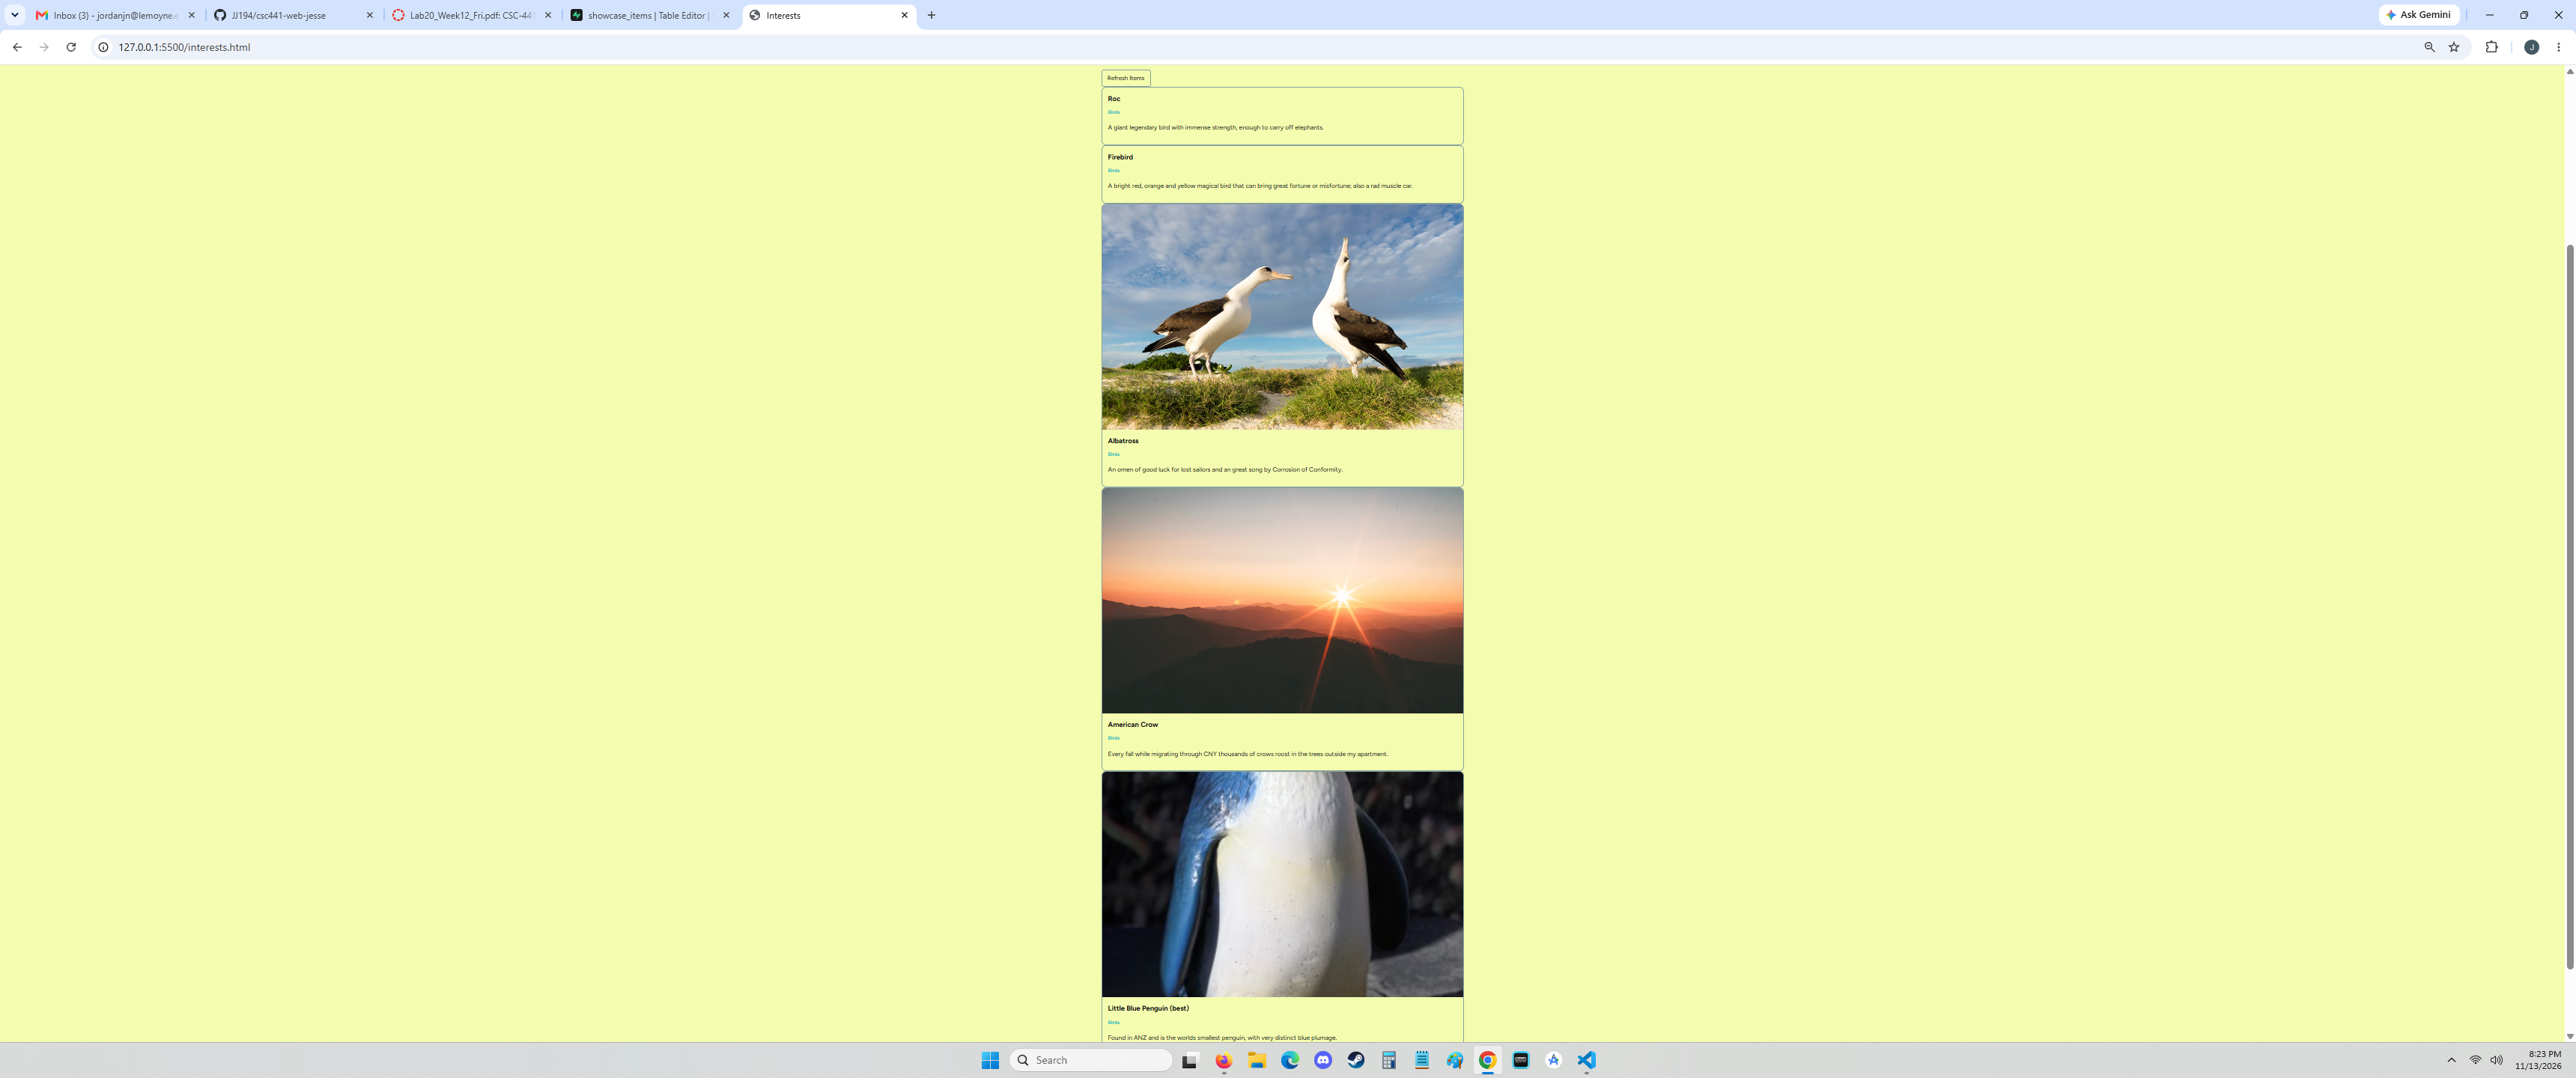 Inbox (3) - jordanjn@lemoyne.e
JJ194/csc441-web-jesse
Lab20_Week12_Fri.pdf: CSC-441
showcase_items | Table Editor |
Interests
Ask Gemini
127.0.0.1:5500/interests.html
J
Refresh Items
Roc
Birds
A giant legendary bird with immense strength, enough to carry off elephants.
Firebird
Birds
A bright red, orange and yellow magical bird that can bring great fortune or misfortune; also a rad muscle car.
Albatross
Birds
An omen of good luck for lost sailors and an great song by Corrosion of Conformity.
American Crow
Birds
Every fall while migrating through CNY thousands of crows roost in the trees outside my apartment.
Little Blue Penguin (best)
Birds
Found in ANZ and is the worlds smallest penguin, with very distinct blue plumage.
Search
8:23 PM
11/13/2026